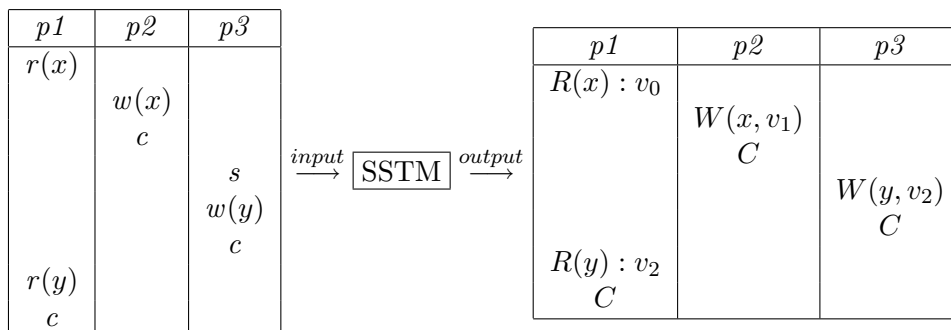 p1 p2 p3
r(x)
w(x)
c
s
w(y)
c
r(y)
c
input → SSTM output →
p1 p2 p3
R(x) : v₀
W(x, v₁)
C
W(y, v₂)
C
R(y) : v₂
C